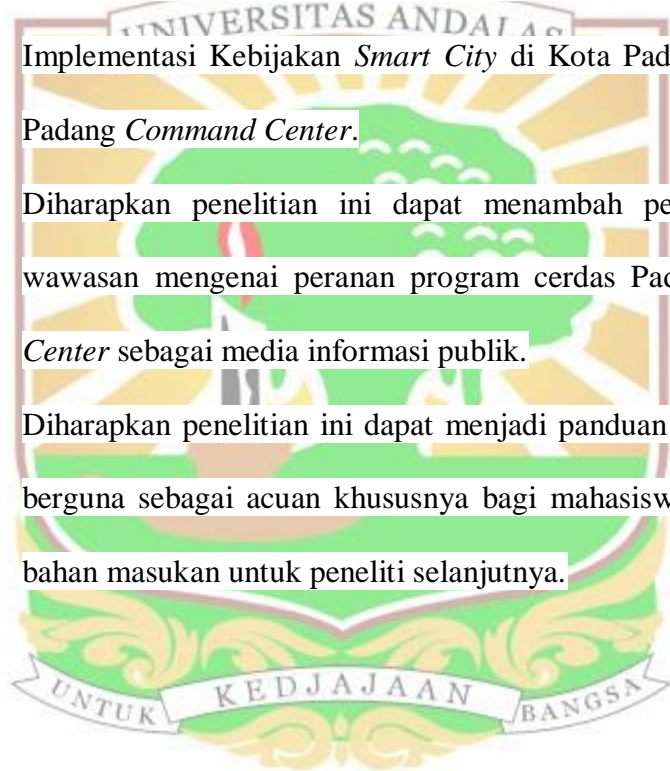 UNIVERSITAS ANDALAS
Implementasi Kebijakan Smart City di Kota Pad
Padang Command Center.
Diharapkan penelitian ini dapat menambah pe
wawasan mengenai peranan program cerdas Pad
Center sebagai media informasi publik.
Diharapkan penelitian ini dapat menjadi panduan
berguna sebagai acuan khususnya bagi mahasisw
bahan masukan untuk peneliti selanjutnya.
UNTUK KEDJAJAAN BANGSA